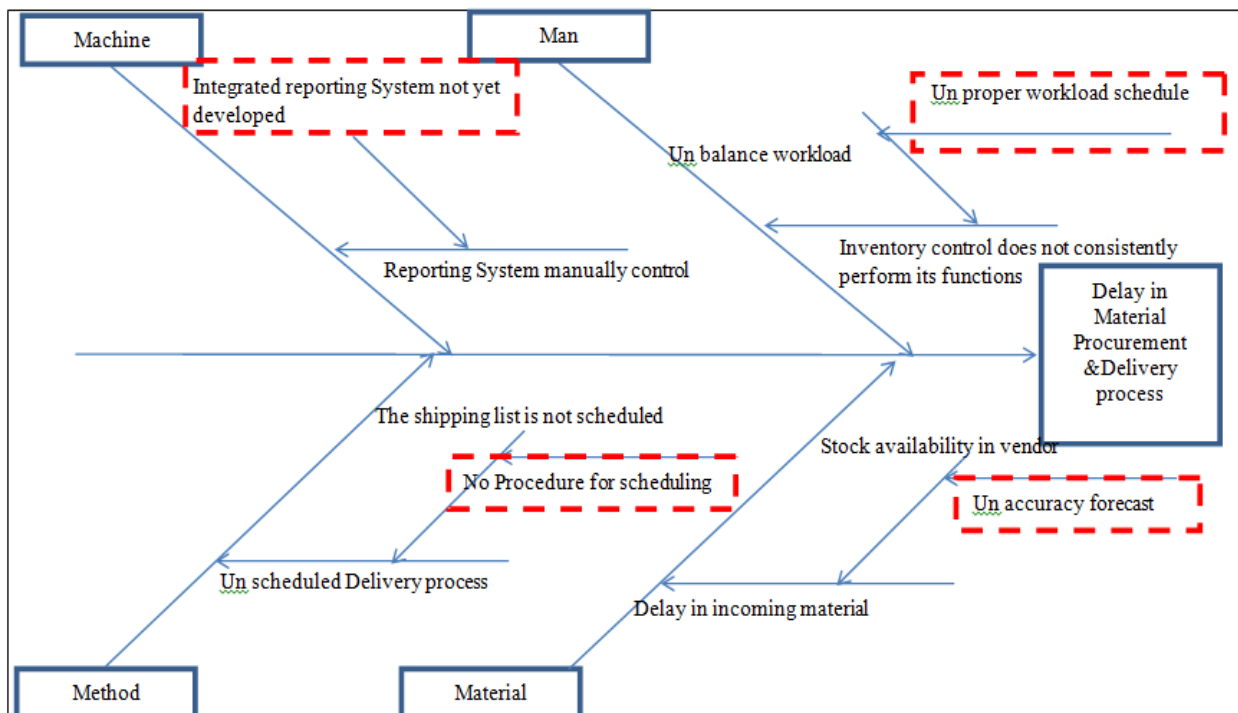 Machine
Man
Integrated reporting System not yet
developed
Un proper workload schedule
Un balance workload
Reporting System manually control
Inventory control does not consistently
perform its functions
Delay in
Material
Procurement
&Delivery
process
The shipping list is not scheduled
Stock availability in vendor
No Procedure for scheduling
Un accuracy forecast
Un scheduled Delivery process
Delay in incoming material
Method
Material